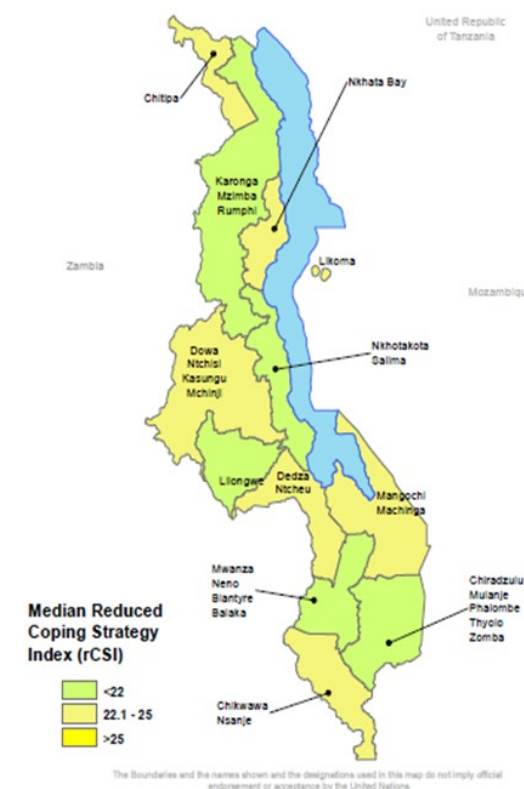 United Republic
of Tanzania
Chitipa
Nkhata Bay
Karonga
Mzimba
Rumphi
Zambia
Likoma
Mozambiqu
Nkhotakota
Salima
Dowa
Ntchisi
Kasungu
Mchinji
Lilongwe
Dedza
Ntcheu
Mangochi
Machinga
Mwanza
Neno
Blantyre
Balaka
Chiradzulu
Mulanje
Phalombe
Thyolo
Zomba
Median Reduced
Coping Strategy
Index (rCSI)
<22
22.1 - 25
>25
Chikwawa
Nsanje
The Boundaries and the names shown and the designations used in this map do not imply official
endorsement or acceptance by the United Nations